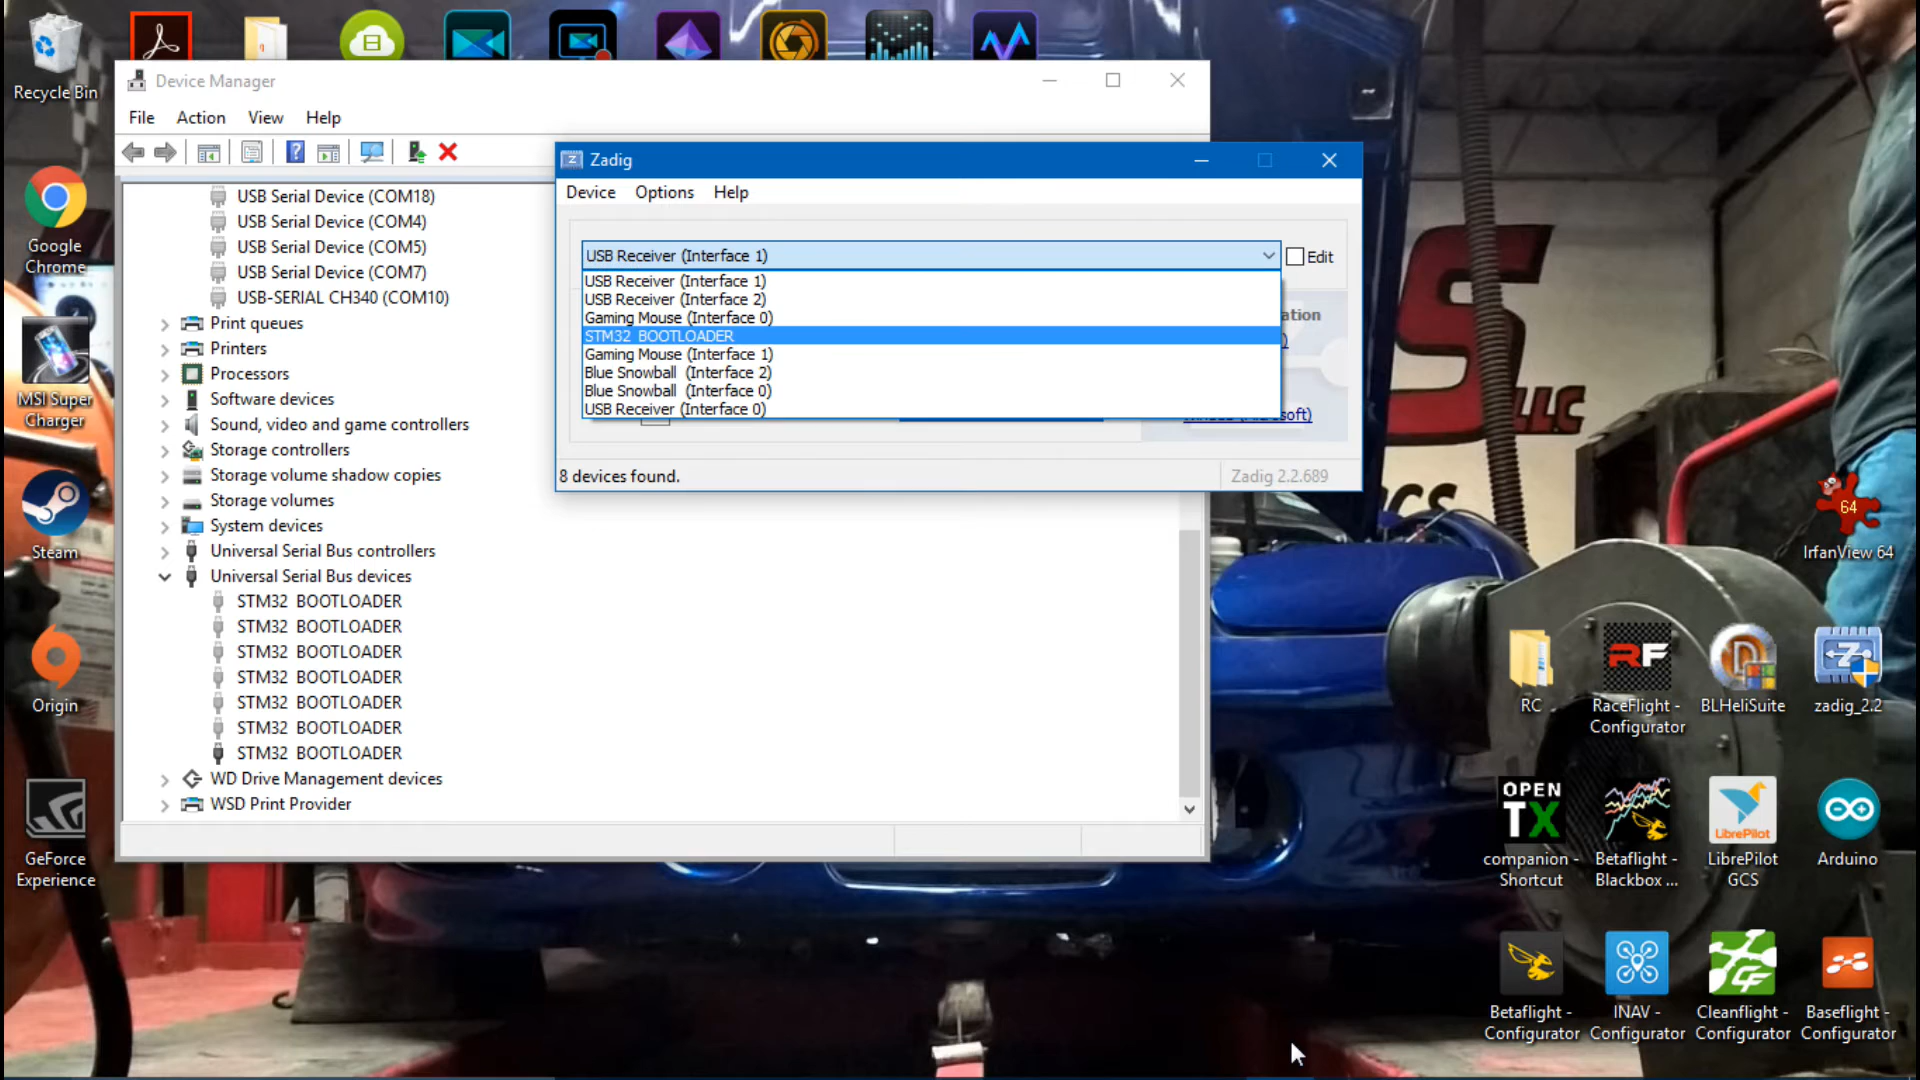 Recycle Bin
Google
Chrome
MSI Super
Charger
Steam
Origin
GeForce
Experience
Device Manager
File Action View Help
USB Serial Device (COM18)
USB Serial Device (COM4)
USB Serial Device (COM5)
USB Serial Device (COM7)
USB-SERIAL CH340 (COM10)
Print queues
Printers
Processors
Software devices
Sound, video and game controllers
Storage controllers
Storage volume shadow copies
Storage volumes
System devices
Universal Serial Bus controllers
Universal Serial Bus devices
STM32 BOOTLOADER
STM32 BOOTLOADER
STM32 BOOTLOADER
STM32 BOOTLOADER
STM32 BOOTLOADER
STM32 BOOTLOADER
STM32 BOOTLOADER
WD Drive Management devices
WSD Print Provider
Zadig
Device Options Help
USB Receiver (Interface 1)
Edit
USB Receiver (Interface 1)
USB Receiver (Interface 2)
Gaming Mouse (Interface 0)
STM32 BOOTLOADER
Gaming Mouse (Interface 1)
Blue Snowball (Interface 2)
Blue Snowball (Interface 0)
USB Receiver (Interface 0)
8 devices found.
Zadig 2.2.689
S LLC
64
IrfanView 64
RC
RF
RaceFlight -
Configurator
BLHeliSuite
zadig_2.2
OPEN
TX
companion -
Shortcut
Betaflight -
Blackbox ...
LibrePilot
LibrePilot
GCS
Arduino
Betaflight -
Configurator
INAV -
Configurator
CF
Cleanflight -
Configurator
Baseflight -
Configurator